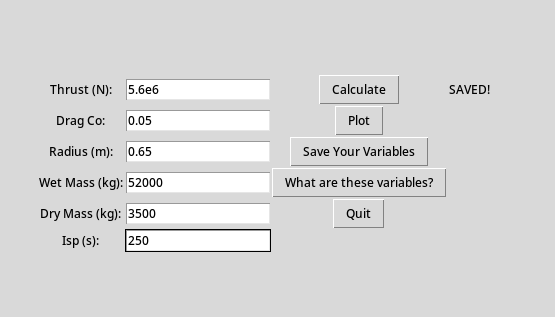 Thrust (N): 5.6e6 Calculate SAVED!
Drag Co: 0.05 Plot
Radius (m): 0.65 Save Your Variables
Wet Mass (kg): 52000 What are these variables?
Dry Mass (kg): 3500 Quit
Isp (s): 250